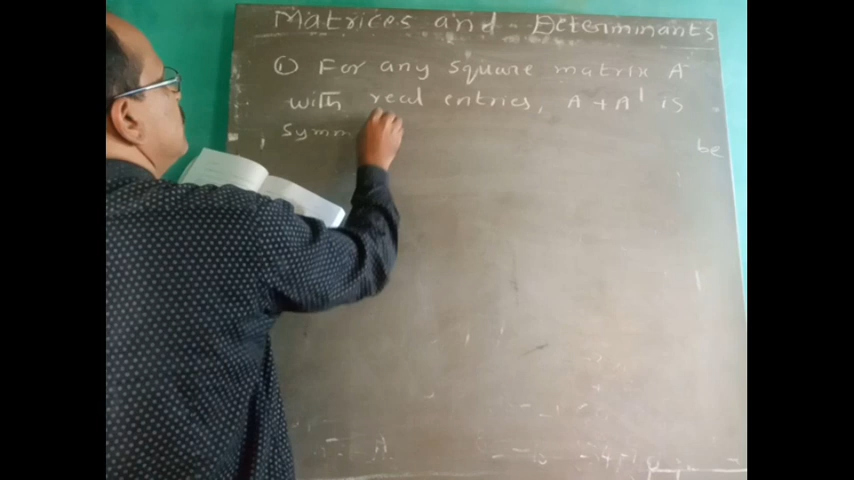 Matrices and Determinants
① For any square matrix A
with real entries, A + A' is
symm
be